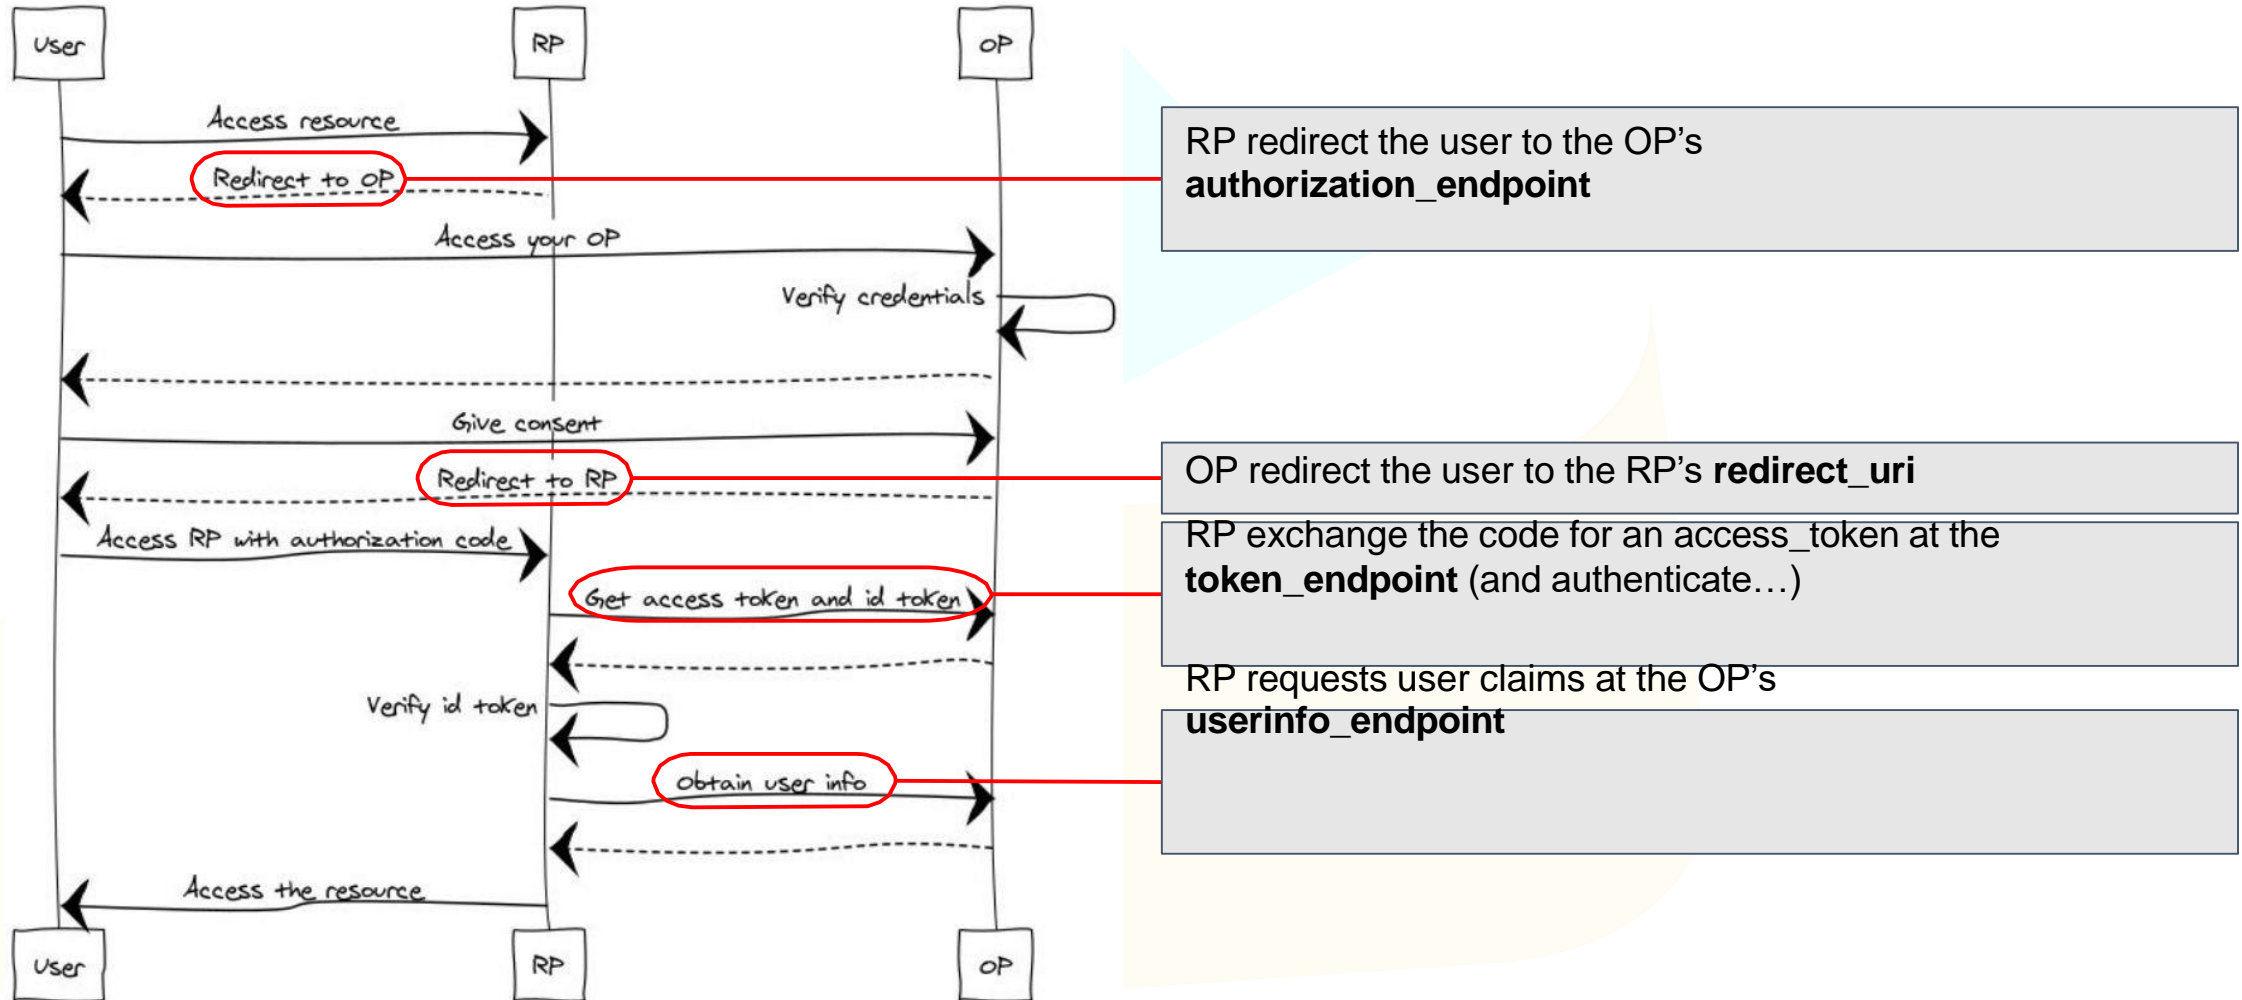 User
RP
OP
Access resource
RP redirect the user to the OP’s
authorization_endpoint
Redirect to OP
Access your OP
Verify credentials
Give consent
Redirect to RP
OP redirect the user to the RP’s redirect_uri
Access RP with authorization code
RP exchange the code for an access_token at the
token_endpoint (and authenticate…)
Get access token and id token
Verify id token
RP requests user claims at the OP’s
userinfo_endpoint
Obtain user info
Access the resource
User
RP
OP